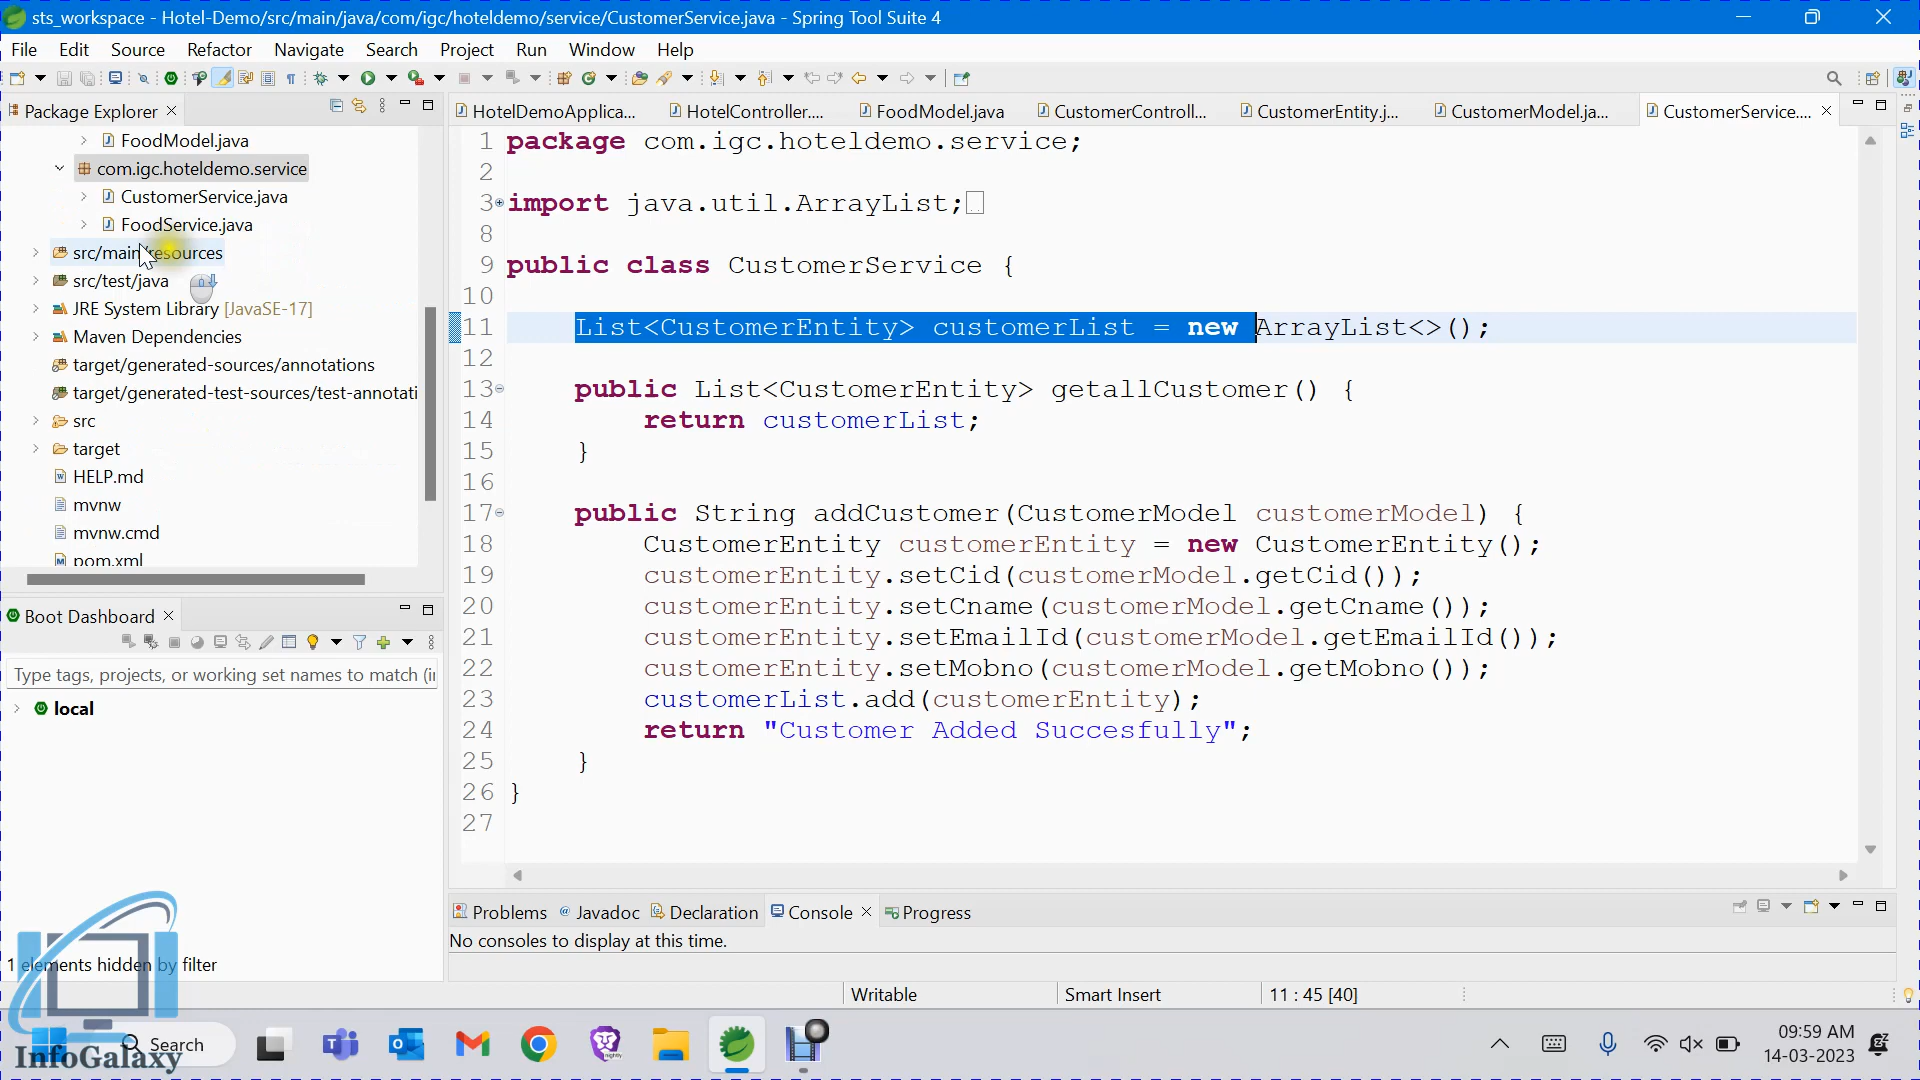 sts_workspace - Hotel-Demo/src/main/java/com/igc/hoteldemo/service/CustomerService.java - Spring Tool Suite 4
File Edit Source Refactor Navigate Search Project Run Window Help
Package Explorer
HotelDemoApplica... HotelController.... FoodModel.java CustomerControll... CustomerEntity.j... CustomerModel.ja... CustomerService....
FoodModel.java
com.igc.hoteldemo.service
CustomerService.java
FoodService.java
src/main/resources
src/test/java
JRE System Library [JavaSE-17]
Maven Dependencies
target/generated-sources/annotations
target/generated-test-sources/test-annotati
src
target
HELP.md
mvnw
mvnw.cmd
pom.xml
1 package com.igc.hoteldemo.service;
2
3 import java.util.ArrayList;
8
9 public class CustomerService {
10
11 List<CustomerEntity> customerList = new ArrayList<>();
12
13 public List<CustomerEntity> getallCustomer() {
14 return customerList;
15 }
16
17 public String addCustomer(CustomerModel customerModel) {
18 CustomerEntity customerEntity = new CustomerEntity();
19 customerEntity.setCid(customerModel.getCid());
20 customerEntity.setCname(customerModel.getCname());
21 customerEntity.setEmailId(customerModel.getEmailId());
22 customerEntity.setMobno(customerModel.getMobno());
23 customerList.add(customerEntity);
24 return "Customer Added Succesfully";
25 }
26 }
27
Boot Dashboard
Type tags, projects, or working set names to match (in
local
1 elements hidden by filter
Problems Javadoc Declaration Console Progress
No consoles to display at this time.
Writable Smart Insert 11 : 45 [40]
InfoGalaxy
Search
09:59 AM
14-03-2023